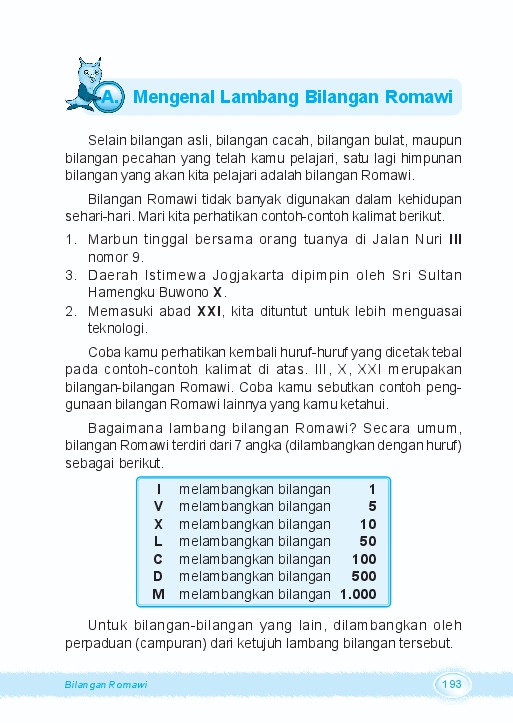 A. Mengenal Lambang Bilangan Romawi
Selain bilangan asli, bilangan cacah, bilangan bulat, maupun
bilangan pecahan yang telah kamu pelajari, satu lagi himpunan
bilangan yang akan kita pelajari adalah bilangan Romawi.
Bilangan Romawi tidak banyak digunakan dalam kehidupan
sehari-hari. Mari kita perhatikan contoh-contoh kalimat berikut.
1. Marbun tinggal bersama orang tuanya di Jalan Nuri III
nomor 9.
3. Daerah Istimewa Jogjakarta dipimpin oleh Sri Sultan
Hamengku Buwono X.
2. Memasuki abad XXI, kita dituntut untuk lebih menguasai
teknologi.
Coba kamu perhatikan kembali huruf-huruf yang dicetak tebal
pada contoh-contoh kalimat di atas. III, X, XXI merupakan
bilangan-bilangan Romawi. Coba kamu sebutkan contoh peng-
gunaan bilangan Romawi lainnya yang kamu ketahui.
Bagaimana lambang bilangan Romawi? Secara umum,
bilangan Romawi terdiri dari 7 angka (dilambangkan dengan huruf)
sebagai berikut.
I melambangkan bilangan 1
V melambangkan bilangan 5
X melambangkan bilangan 10
L melambangkan bilangan 50
C melambangkan bilangan 100
D melambangkan bilangan 500
M melambangkan bilangan 1.000
Untuk bilangan-bilangan yang lain, dilambangkan oleh
perpaduan (campuran) dari ketujuh lambang bilangan tersebut.
Bilangan Romawi 193